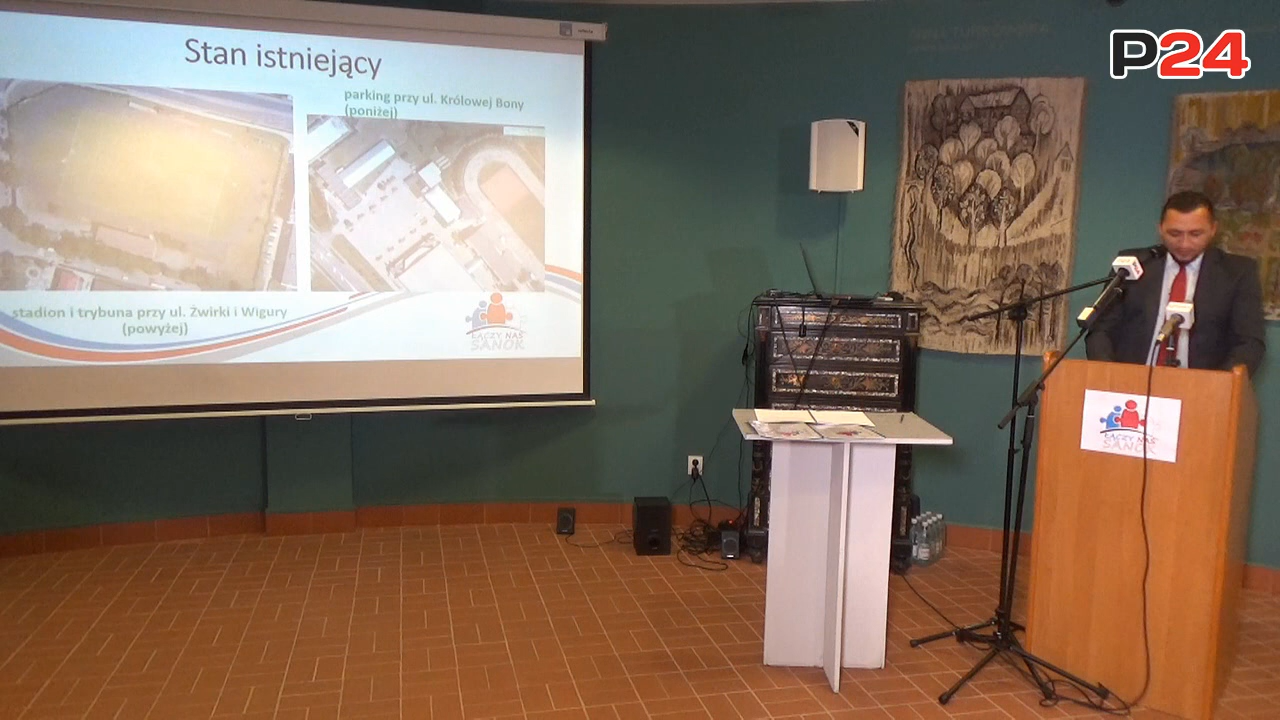 Stan istniejący
parking przy ul. Królowej Bony
(poniżej)
stadion i trybuna przy ul. Żwirki i Wigury
(powyżej)
ŁĄCZY NAS
SANOK
P24
ŁĄCZY NAS
SANOK